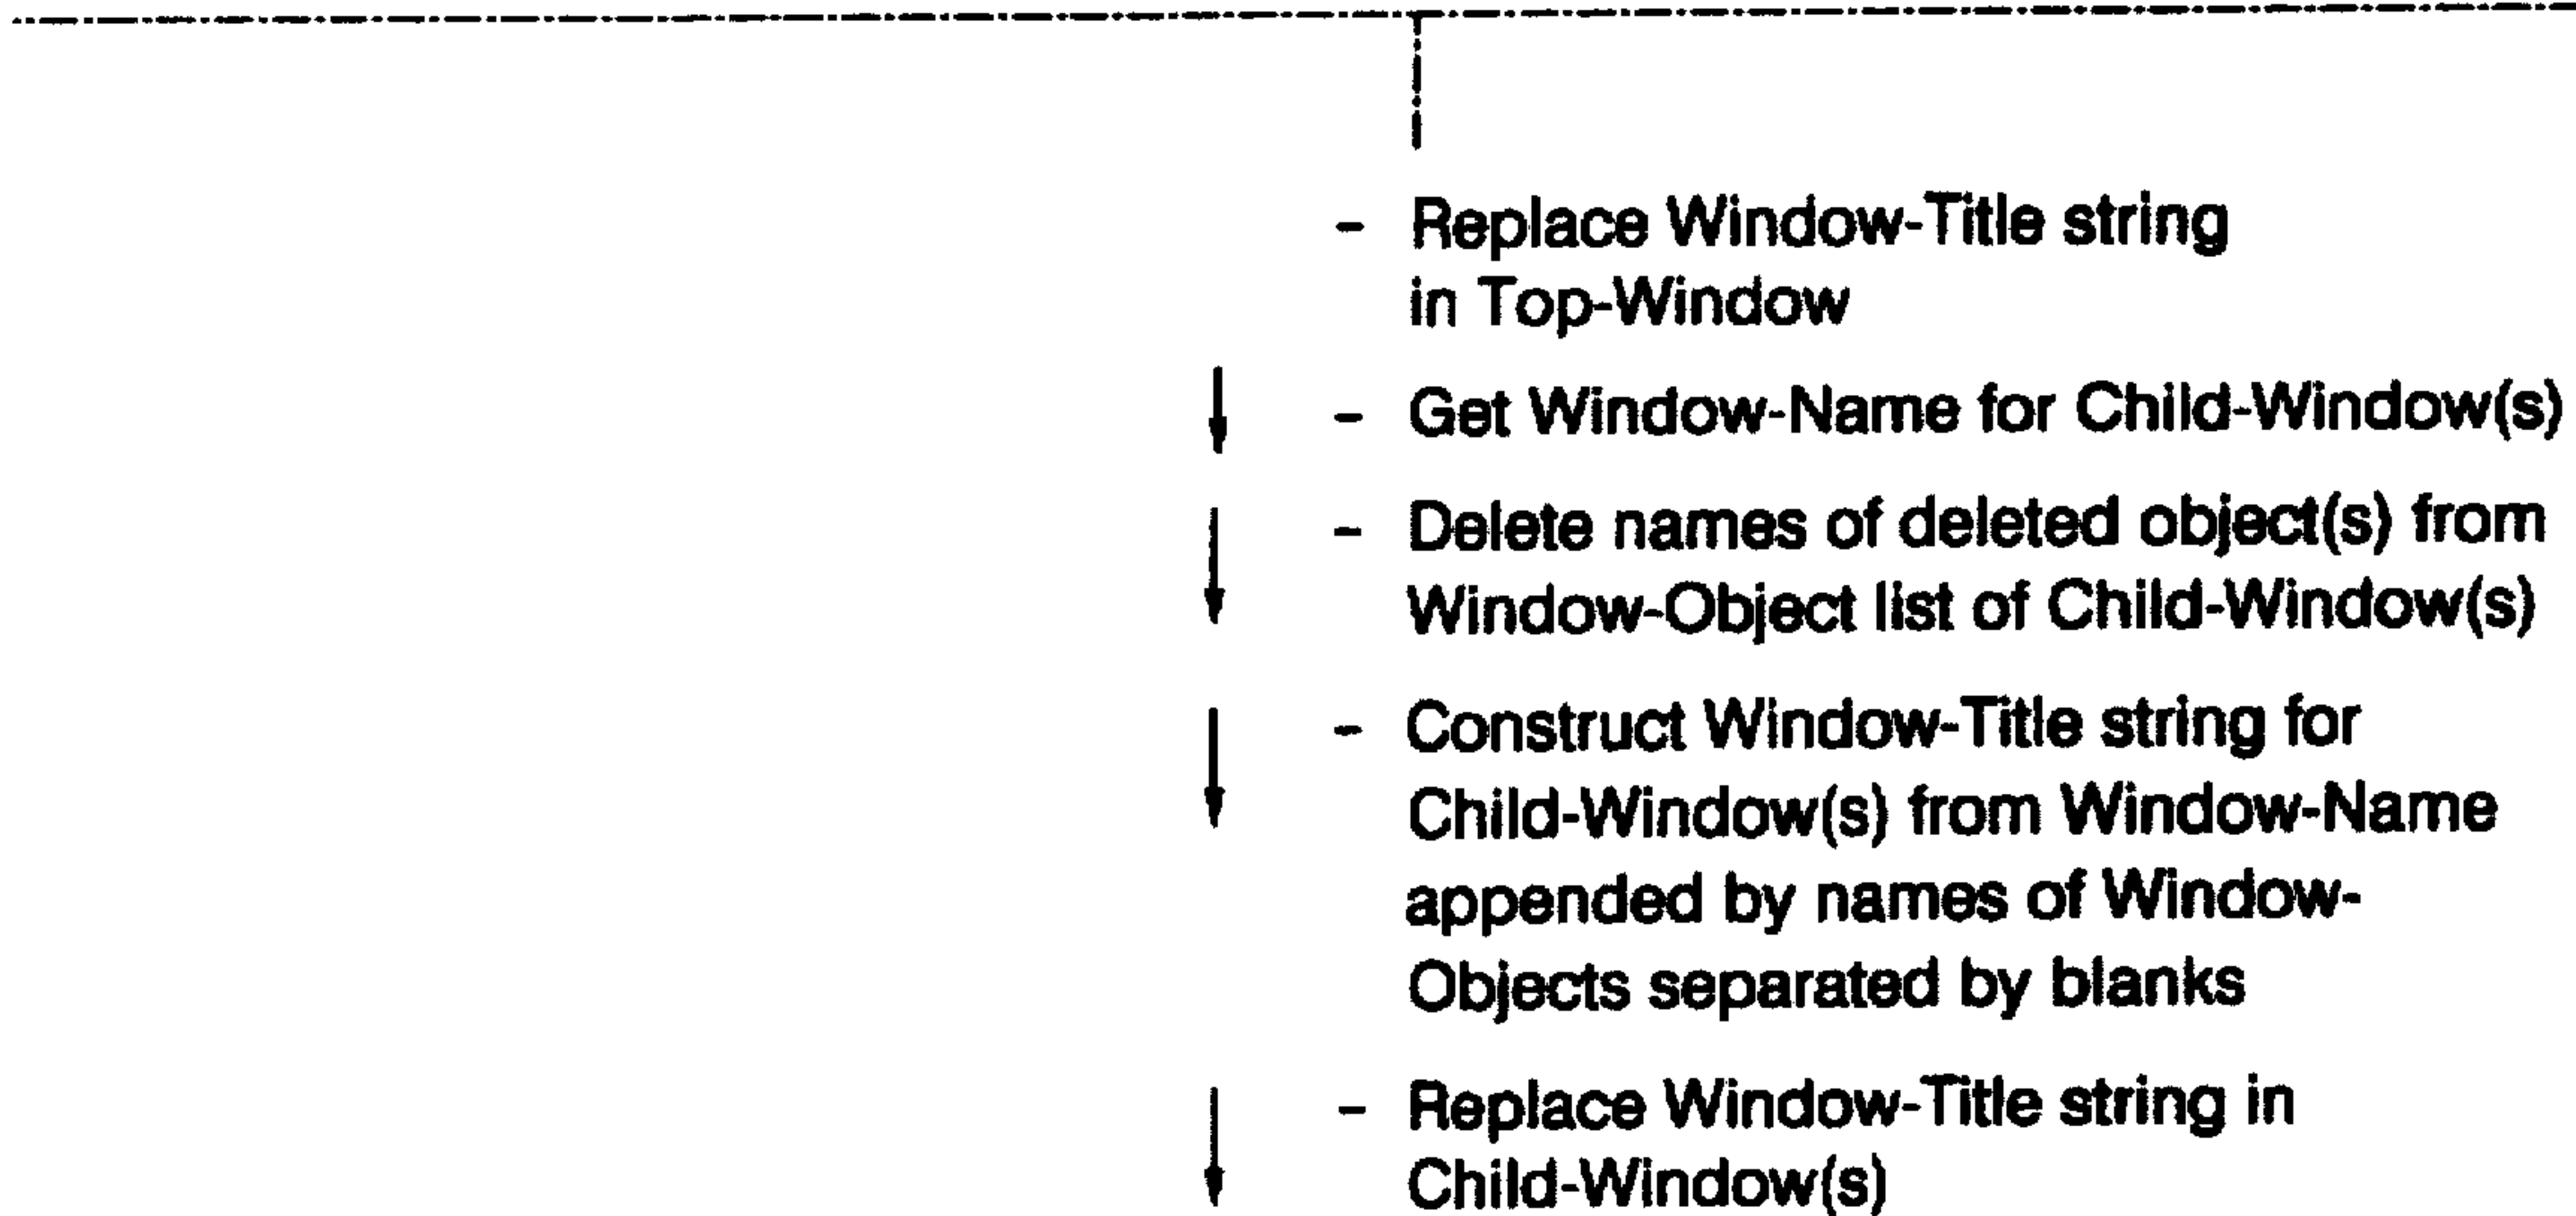 - Replace Window-Title string
in Top-Window
- Get Window-Name for Child-Window(s)
- Delete names of deleted object(s) from
Window-Object list of Child-Window(s)
- Construct Window-Title string for
Child-Window(s) from Window-Name
appended by names of Window-
Objects separated by blanks
- Replace Window-Title string in
Child-Window(s)